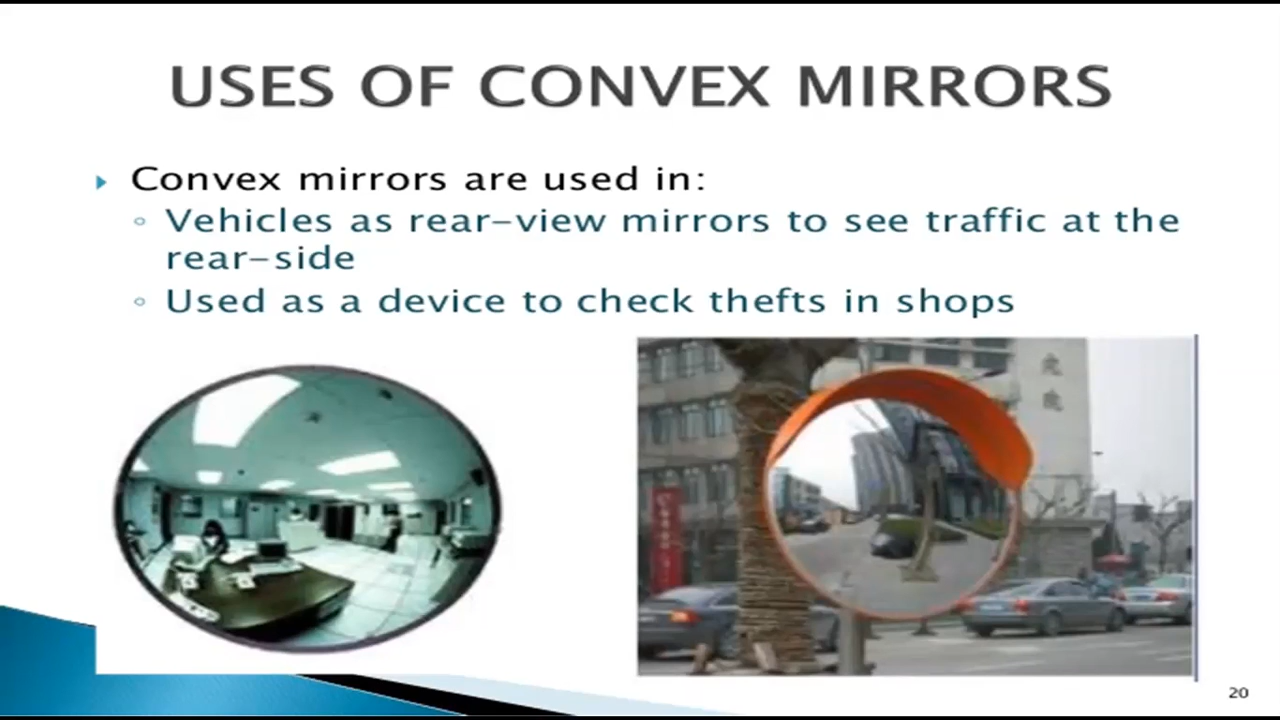 USES OF CONVEX MIRRORS
Convex mirrors are used in:
Vehicles as rear-view mirrors to see traffic at the
rear-side
Used as a device to check thefts in shops
20